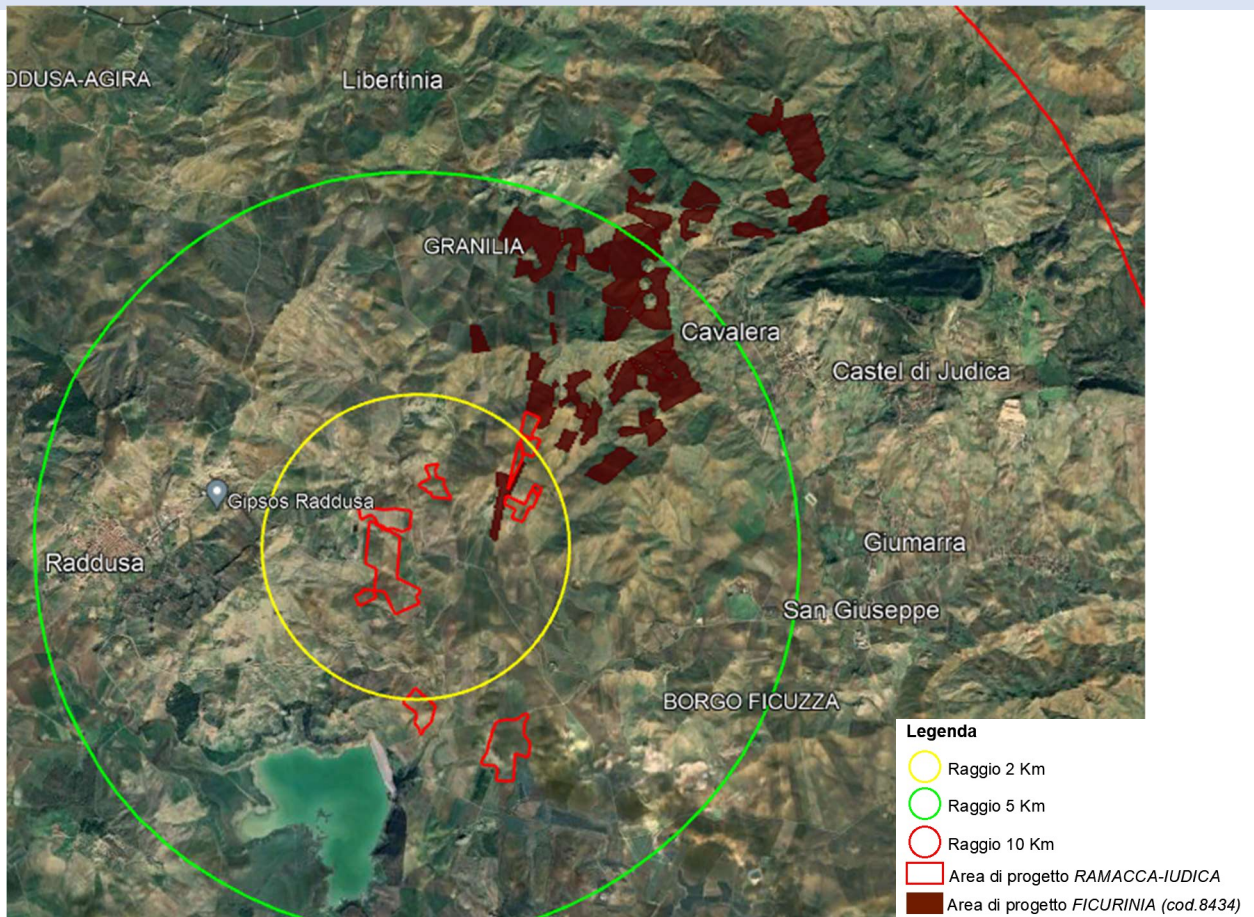 DDUSA-AGIRA
Libertinia
GRANILIA
Cavalera
Castel di Judica
Gipsos Raddusa
Raddusa
Giumarra
San Giuseppe
BORGO FICUZZA
Legenda
Raggio 2 Km
Raggio 5 Km
Raggio 10 Km
Area di progetto RAMACCA-IUDICA
Area di progetto FICURINIA (cod.8434)